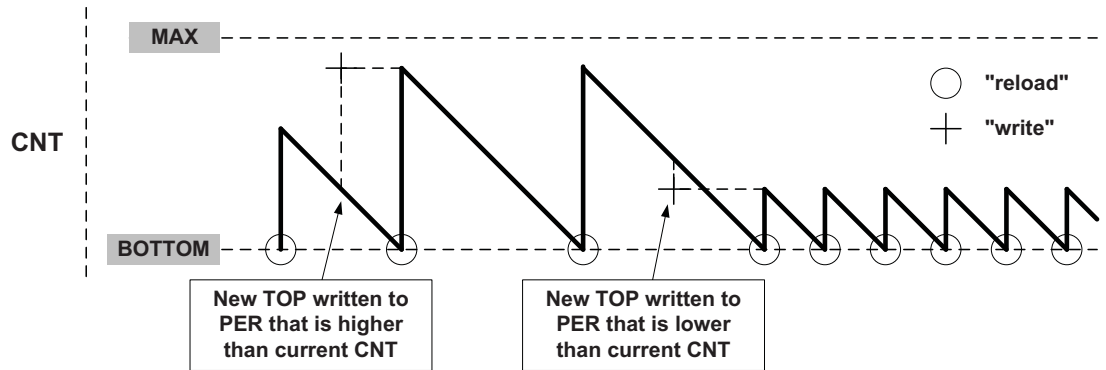 MAX
"reload"
"write"
CNT
BOTTOM
New TOP written to
PER that is higher
than current CNT
New TOP written to
PER that is lower
than current CNT